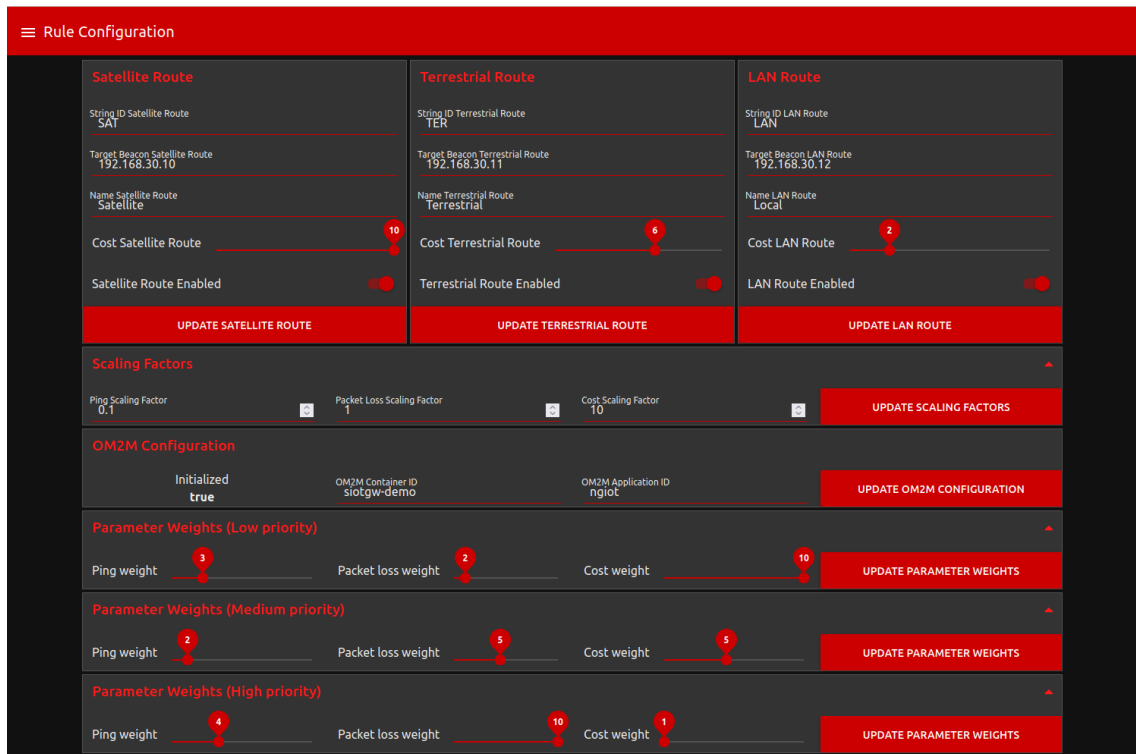 Rule Configuration
Satellite Route
String ID Satellite Route
SAT
Target Beacon Satellite Route
192.168.30.10
Name Satellite Route
Satellite
Cost Satellite Route 10
Satellite Route Enabled
UPDATE SATELLITE ROUTE
Terrestrial Route
String ID Terrestrial Route
TER
Target Beacon Terrestrial Route
192.168.30.11
Name Terrestrial Route
Terrestrial
Cost Terrestrial Route 6
Terrestrial Route Enabled
UPDATE TERRESTRIAL ROUTE
LAN Route
String ID LAN Route
LAN
Target Beacon LAN Route
192.168.30.12
Name LAN Route
Local
Cost LAN Route 2
LAN Route Enabled
UPDATE LAN ROUTE
Scaling Factors
Ping Scaling Factor
0.1
Packet Loss Scaling Factor
1
Cost Scaling Factor
10
UPDATE SCALING FACTORS
OM2M Configuration
Initialized
true
OM2M Container ID
siotgw-demo
OM2M Application ID
ngiot
UPDATE OM2M CONFIGURATION
Parameter Weights (Low priority)
Ping weight 3
Packet loss weight 2
Cost weight 10
UPDATE PARAMETER WEIGHTS
Parameter Weights (Medium priority)
Ping weight 2
Packet loss weight 5
Cost weight 5
UPDATE PARAMETER WEIGHTS
Parameter Weights (High priority)
Ping weight 4
Packet loss weight 10
Cost weight 1
UPDATE PARAMETER WEIGHTS